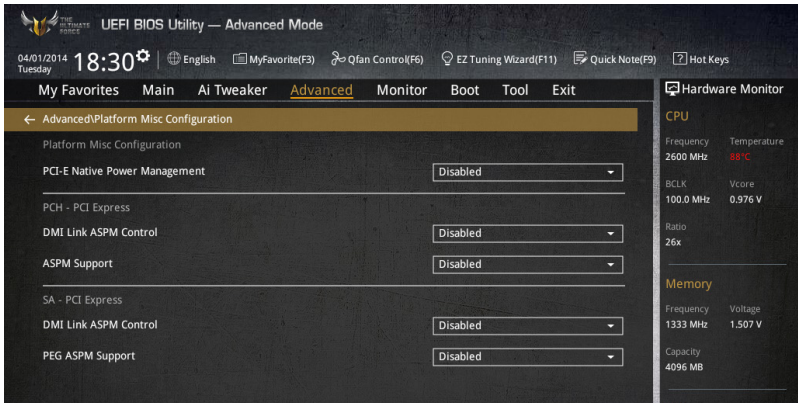 THE ULTIMATE FORCE
UEFI BIOS Utility — Advanced Mode
04/01/2014
Tuesday
18:30
English
MyFavorite(F3)
Qfan Control(F6)
EZ Tuning Wizard(F11)
Quick Note(F9)
? Hot Keys
My Favorites
Main
Ai Tweaker
Advanced
Monitor
Boot
Tool
Exit
← Advanced\Platform Misc Configuration
Platform Misc Configuration
PCI-E Native Power Management Disabled
PCH - PCI Express
DMI Link ASPM Control Disabled
ASPM Support Disabled
SA - PCI Express
DMI Link ASPM Control Disabled
PEG ASPM Support Disabled
Hardware Monitor
CPU
Frequency Temperature
2600 MHz 38°C
BCLK Vcore
100.0 MHz 0.976 V
Ratio
26x
Memory
Frequency Voltage
1333 MHz 1.507 V
Capacity
4096 MB